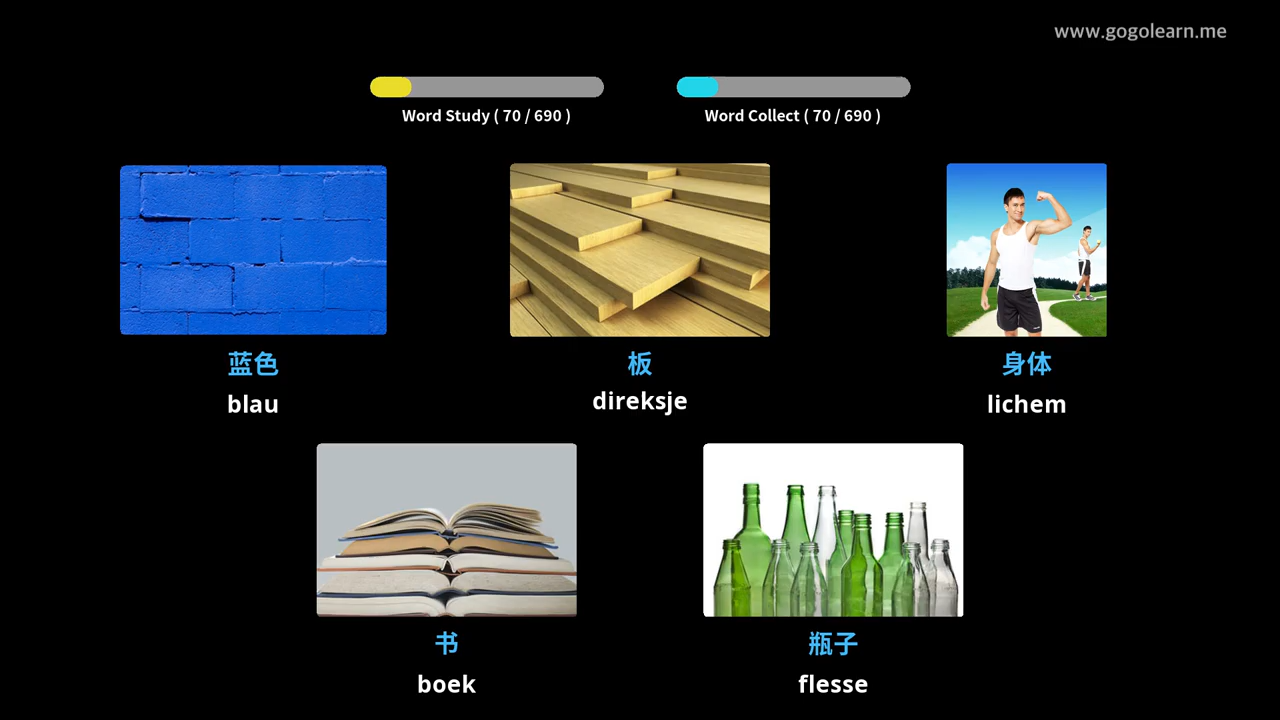 www.gogolearn.me
Word Study ( 70 / 690 )
Word Collect ( 70 / 690 )
蓝色
blau
板
direksje
身体
lichem
书
boek
瓶子
flesse